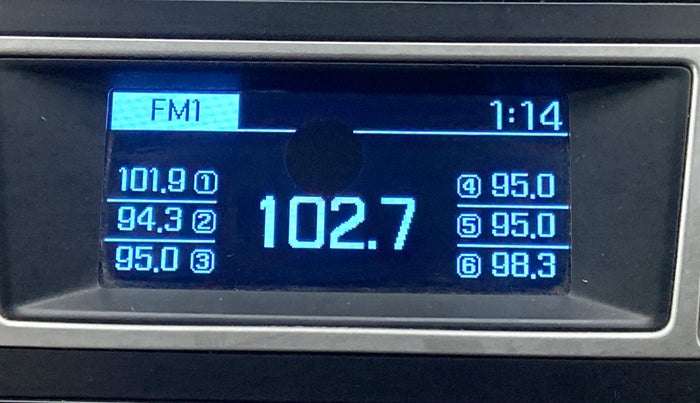 FM1 1:14
101.9 ① ④ 95.0
94.3 ② 102.7 ⑤ 95.0
95.0 ③ ⑥ 98.3